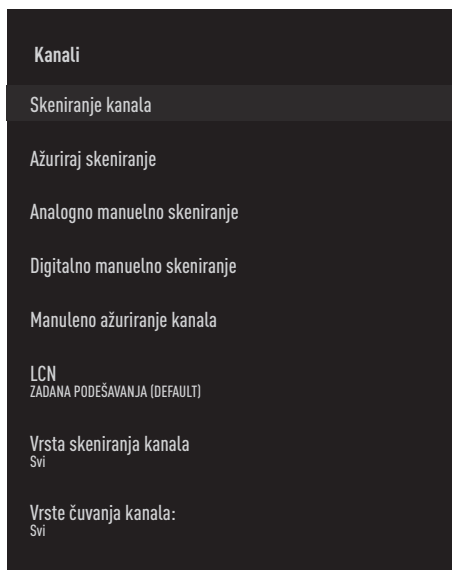 Kanali
Skeniranje kanala
Ažuriraj skeniranje
Analogno manuelno skeniranje
Digitalno manuelno skeniranje
Manuleno ažuriranje kanala
LCN
ZADANA PODEŠAVANJA (DEFAULT)
Vrsta skeniranja kanala
Svi
Vrste čuvanja kanala:
Svi